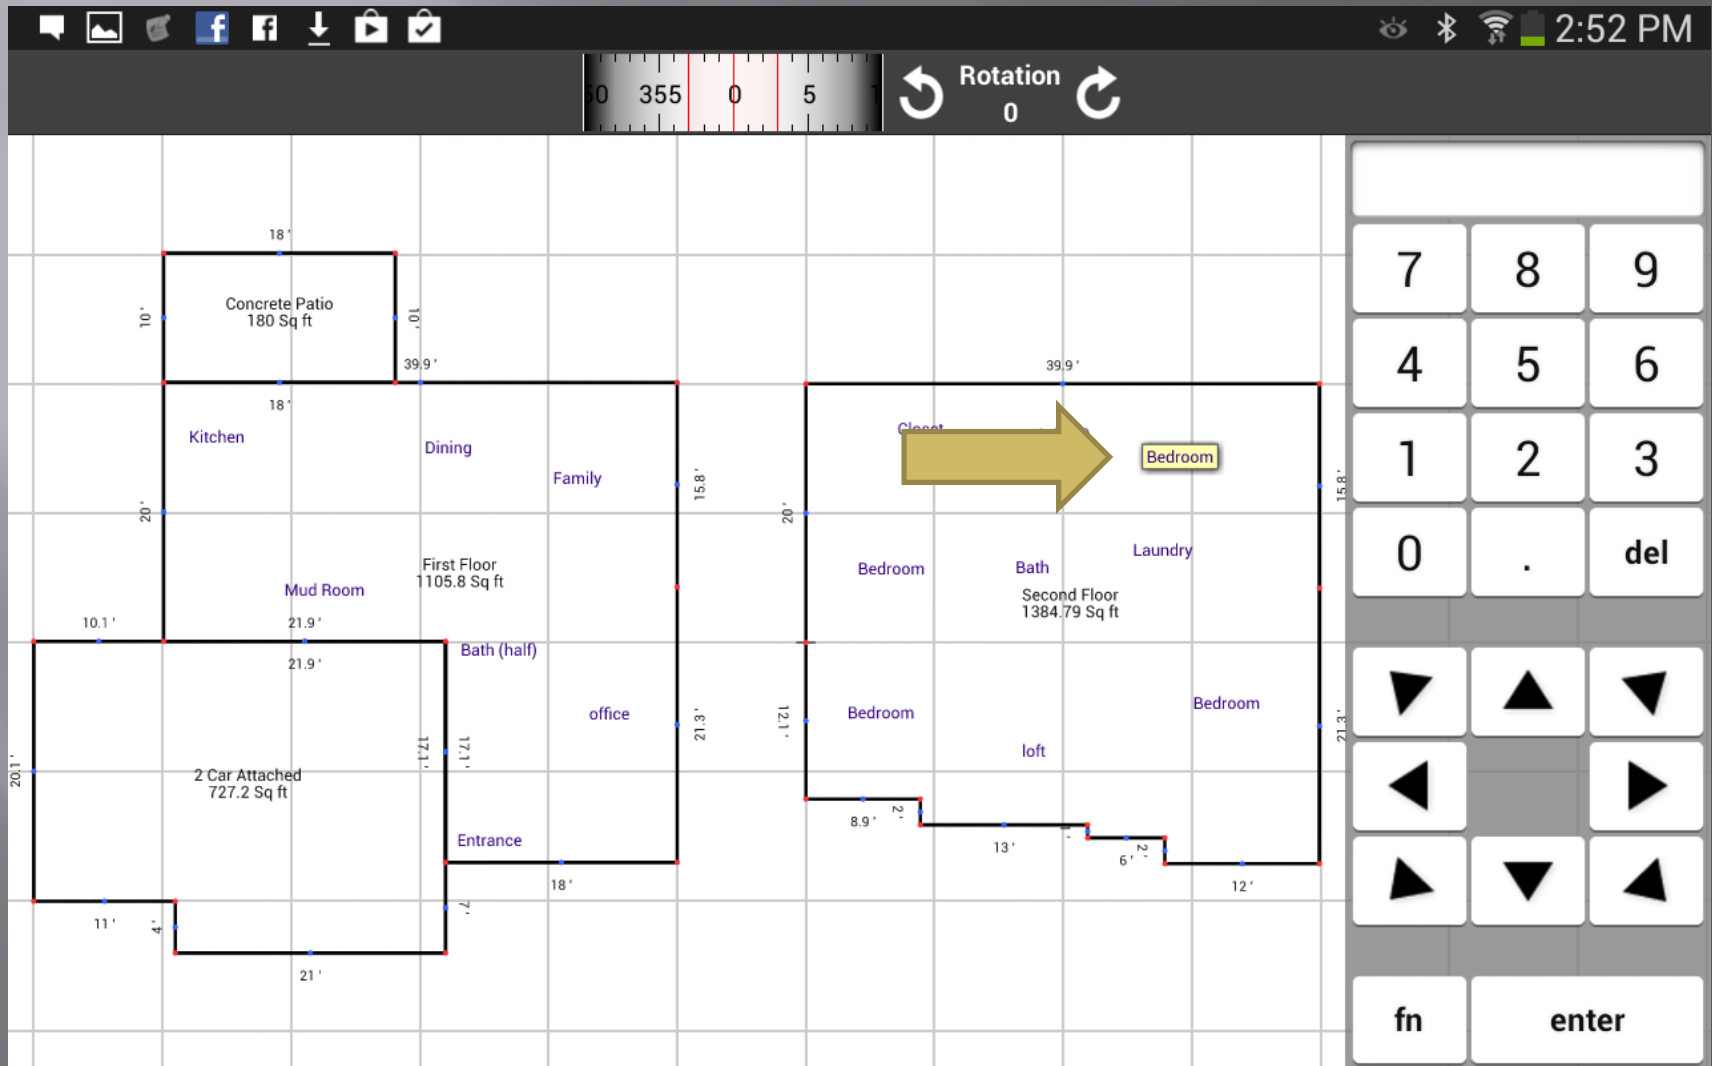 2:52 PM
50 355 0 5 1
Rotation
0
18 '
Concrete Patio
180 Sq ft
10 '
10 '
39.9 '
18 '
Kitchen
Dining
Family
15.8 '
20 '
First Floor
1105.8 Sq ft
Mud Room
10.1 '
21.9 '
21.9 '
Bath (half)
office
21.3 '
17.1 '
17.1 '
20.1 '
2 Car Attached
727.2 Sq ft
Entrance
18 '
7 '
11 '
4 '
21 '
39.9 '
Closet
Bedroom
15.8 '
20 '
Laundry
Bedroom
Bath
Second Floor
1384.79 Sq ft
Bedroom
Bedroom
12.1 '
21.3 '
loft
2 '
8.9 '
13 '
1 '
6 '
2 '
12 '
7 8 9
4 5 6
1 2 3
0 . del
fn enter